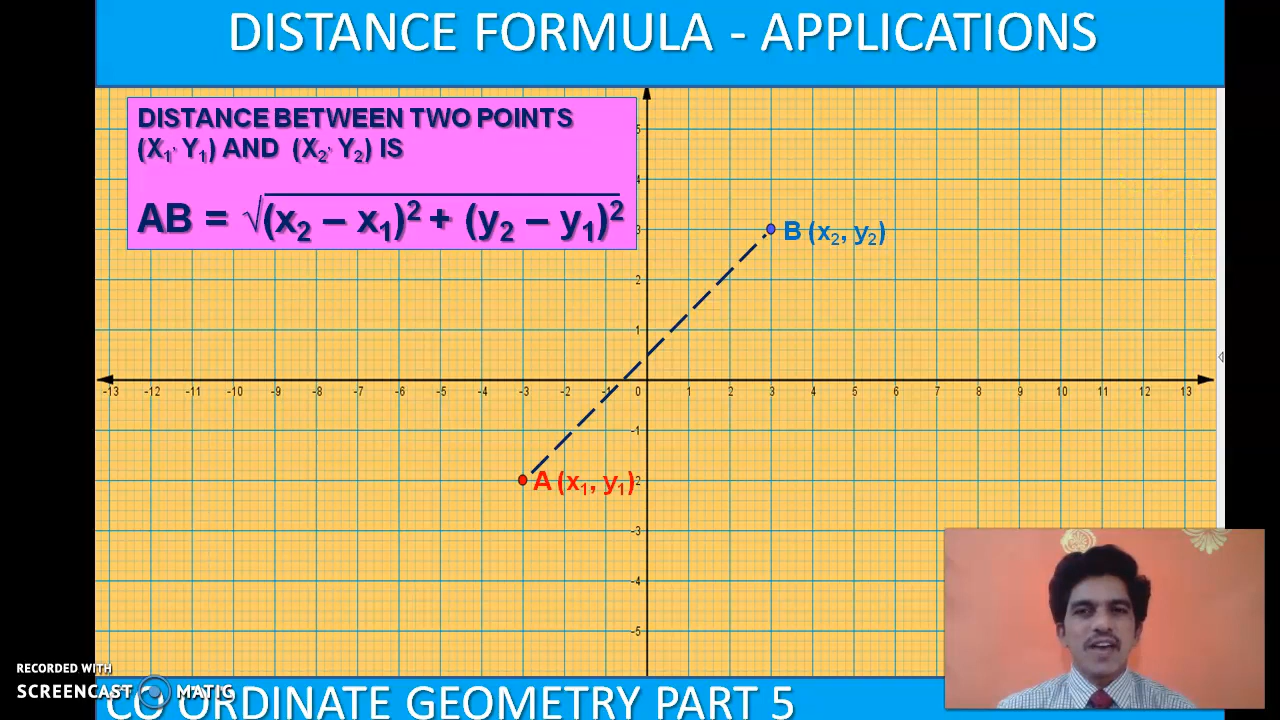 DISTANCE FORMULA - APPLICATIONS
DISTANCE BETWEEN TWO POINTS
(X₁, Y₁) AND (X₂, Y₂) IS
AB = √(x₂ – x₁)² + (y₂ – y₁)²
5
4
3
B (x₂, y₂)
2
1
-13 -12 -11 -10 -9 -8 -7 -6 -5 -4 -3 -2 -1 0 1 2 3 4 5 6 7 8 9 10 11 12 13
-1
A (x₁, y₁) -2
-3
-4
-5
RECORDED WITH
SCREENCAST MATIC
CO ORDINATE GEOMETRY PART 5